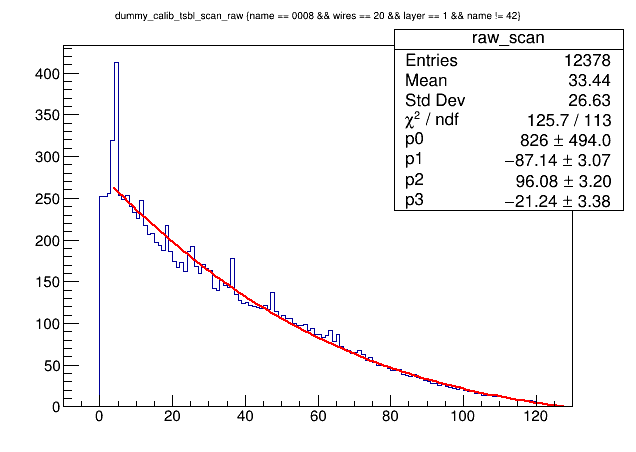 dummy_calib_tsbl_scan_raw {name == 0008 && wires == 20 && layer == 1 && name != 42}
raw_scan
Entries 12378
Mean 33.44
Std Dev 26.63
χ² / ndf 125.7 / 113
p0 826 ± 494.0
p1 −87.14 ± 3.07
p2 96.08 ± 3.20
p3 −21.24 ± 3.38
400
350
300
250
200
150
100
50
0
0 20 40 60 80 100 120